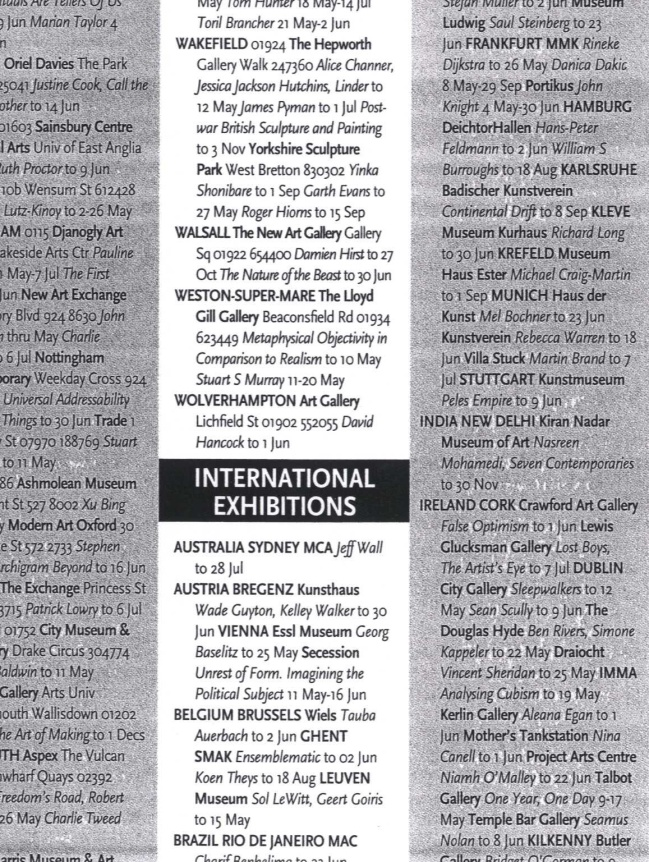 tuals Are Tellers Of Us
9 Jun Marian Taylor 4
n
Oriel Davies The Park
25041 Justine Cook, Call the
other to 14 Jun
01603 Sainsbury Centre
l Arts Univ of East Anglia
uth Proctor to 9 Jun
10b Wensum St 612428
Lutz-Kinoy to 2-26 May
AM 0115 Djanogly Art
akeside Arts Ctr Pauline
May-7 Jul The First
Jun New Art Exchange
ry Blvd 924 8630 John
n thru May Charlie
o 6 Jul Nottingham
porary Weekday Cross 924
Universal Addressability
Things to 30 Jun Trade 1
St 07970 188769 Stuart
to 11 May
86 Ashmolean Museum
nt St 527 8002 Xu Bing
y Modern Art Oxford 30
e St 572 2733 Stephen
rchigram Beyond to 16 Jun
The Exchange Princess St
3715 Patrick Lowry to 6 Jul
01752 City Museum &
ry Drake Circus 304774
Baldwin to 11 May
Gallery Arts Univ
mouth Wallisdown 01202
he Art of Making to 1 Decs
UTH Aspex The Vulcan
nwharf Quays 02392
Freedom's Road, Robert
26 May Charlie Tweed
arris Museum & Art
May Tom Hunter 18 May-14 Jul
Toril Brancher 21 May-2 Jun
WAKEFIELD 01924 The Hepworth
Gallery Walk 247360 Alice Channer,
Jessica Jackson Hutchins, Linder to
12 May James Pyman to 1 Jul Post-
war British Sculpture and Painting
to 3 Nov Yorkshire Sculpture
Park West Bretton 830302 Yinka
Shonibare to 1 Sep Garth Evans to
27 May Roger Hiorns to 15 Sep
WALSALL The New Art Gallery Gallery
Sq 01922 654400 Damien Hirst to 27
Oct The Nature of the Beast to 30 Jun
WESTON-SUPER-MARE The Lloyd
Gill Gallery Beaconsfield Rd 01934
623449 Metaphysical Objectivity in
Comparison to Realism to 10 May
Stuart S Murray 11-20 May
WOLVERHAMPTON Art Gallery
Lichfield St 01902 552055 David
Hancock to 1 Jun
INTERNATIONAL
EXHIBITIONS
AUSTRALIA SYDNEY MCA Jeff Wall
to 28 Jul
AUSTRIA BREGENZ Kunsthaus
Wade Guyton, Kelley Walker to 30
Jun VIENNA Essl Museum Georg
Baselitz to 25 May Secession
Unrest of Form. Imagining the
Political Subject 11 May-16 Jun
BELGIUM BRUSSELS Wiels Tauba
Auerbach to 2 Jun GHENT
SMAK Ensemblematic to 02 Jun
Koen Theys to 18 Aug LEUVEN
Museum Sol LeWitt, Geert Goiris
to 15 May
BRAZIL RIO DE JANEIRO MAC
Stefan Müller to 2 Jun Museum
Ludwig Saul Steinberg to 23
Jun FRANKFURT MMK Rineke
Dijkstra to 26 May Danica Dakic
8 May-29 Sep Portikus John
Knight 4 May-30 Jun HAMBURG
DeichtorHallen Hans-Peter
Feldmann to 2 Jun William S
Burroughs to 18 Aug KARLSRUHE
Badischer Kunstverein
Continental Drift to 8 Sep KLEVE
Museum Kurhaus Richard Long
to 30 Jun KREFELD Museum
Haus Ester Michael Craig-Martin
to 1 Sep MUNICH Haus der
Kunst Mel Bochner to 23 Jun
Kunstverein Rebecca Warren to 18
Jun Villa Stuck Martin Brand to 7
Jul STUTTGART Kunstmuseum
Peles Empire to 9 Jun
INDIA NEW DELHI Kiran Nadar
Museum of Art Nasreen
Mohamedi, Seven Contemporaries
to 30 Nov
IRELAND CORK Crawford Art Gallery
False Optimism to 1 Jun Lewis
Glucksman Gallery Lost Boys,
The Artist's Eye to 7 Jul DUBLIN
City Gallery Sleepwalkers to 12
May Sean Scully to 9 Jun The
Douglas Hyde Ben Rivers, Simone
Kappeler to 22 May Draiocht
Vincent Sheridan to 25 May IMMA
Analysing Cubism to 19 May
Kerlin Gallery Aleana Egan to 1
Jun Mother's Tankstation Nina
Canell to 1 Jun Project Arts Centre
Niamh O'Malley to 22 Jun Talbot
Gallery One Year, One Day 9-17
May Temple Bar Gallery Seamus
Nolan to 8 Jun KILKENNY Butler
Gallery Bridget O'Gorman to 9